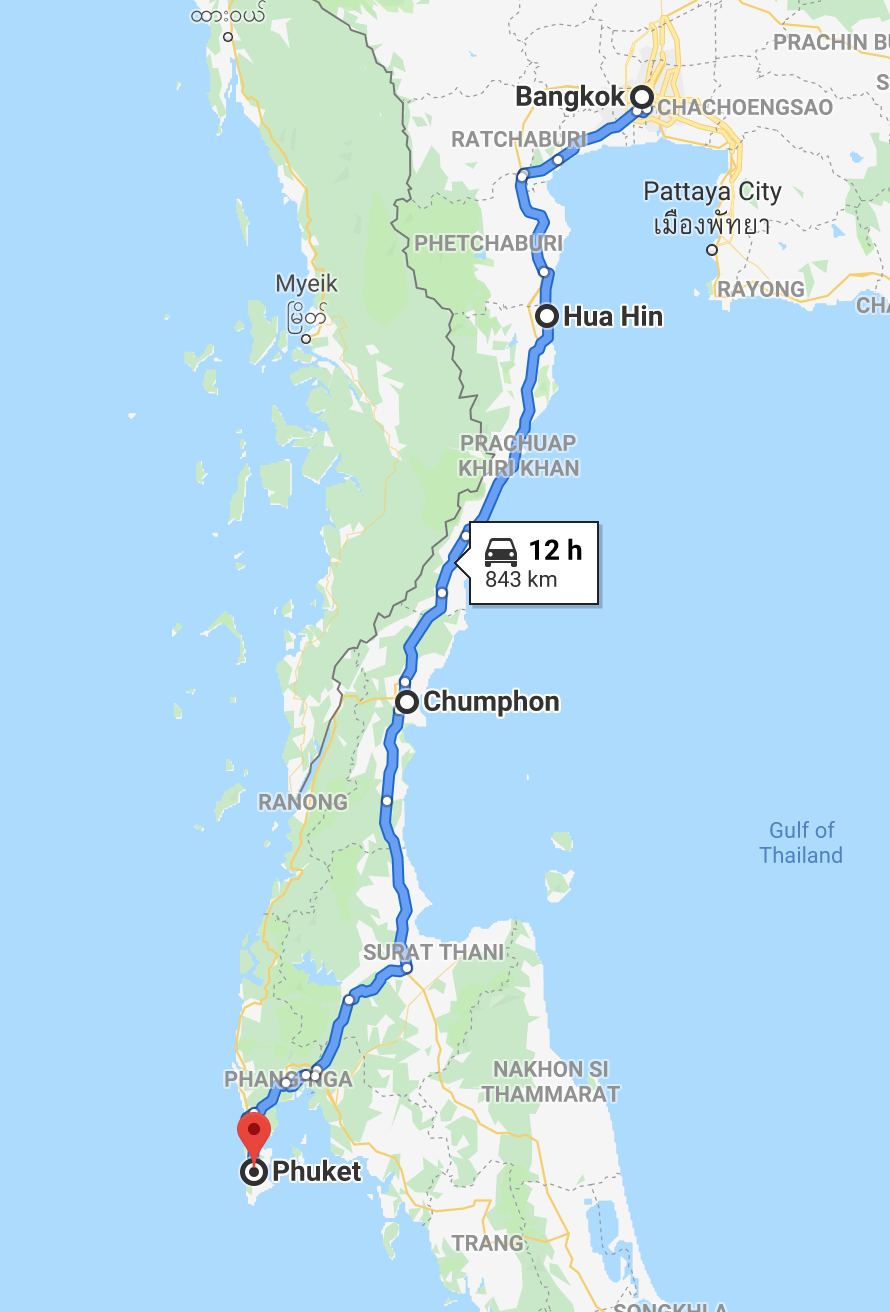 ထားဝယ်
PRACHIN BU
S
Bangkok
CHACHOENGSAO
RATCHABURI
Pattaya City
เมืองพัทยา
PHETCHABURI
Myeik
မြိတ်
RAYONG
CHA
Hua Hin
PRACHUAP
KHIRI KHAN
12 h
843 km
Chumphon
RANONG
Gulf of
Thailand
SURAT THANI
PHANG-NGA
NAKHON SI
THAMMARAT
Phuket
TRANG
SONGKHLA